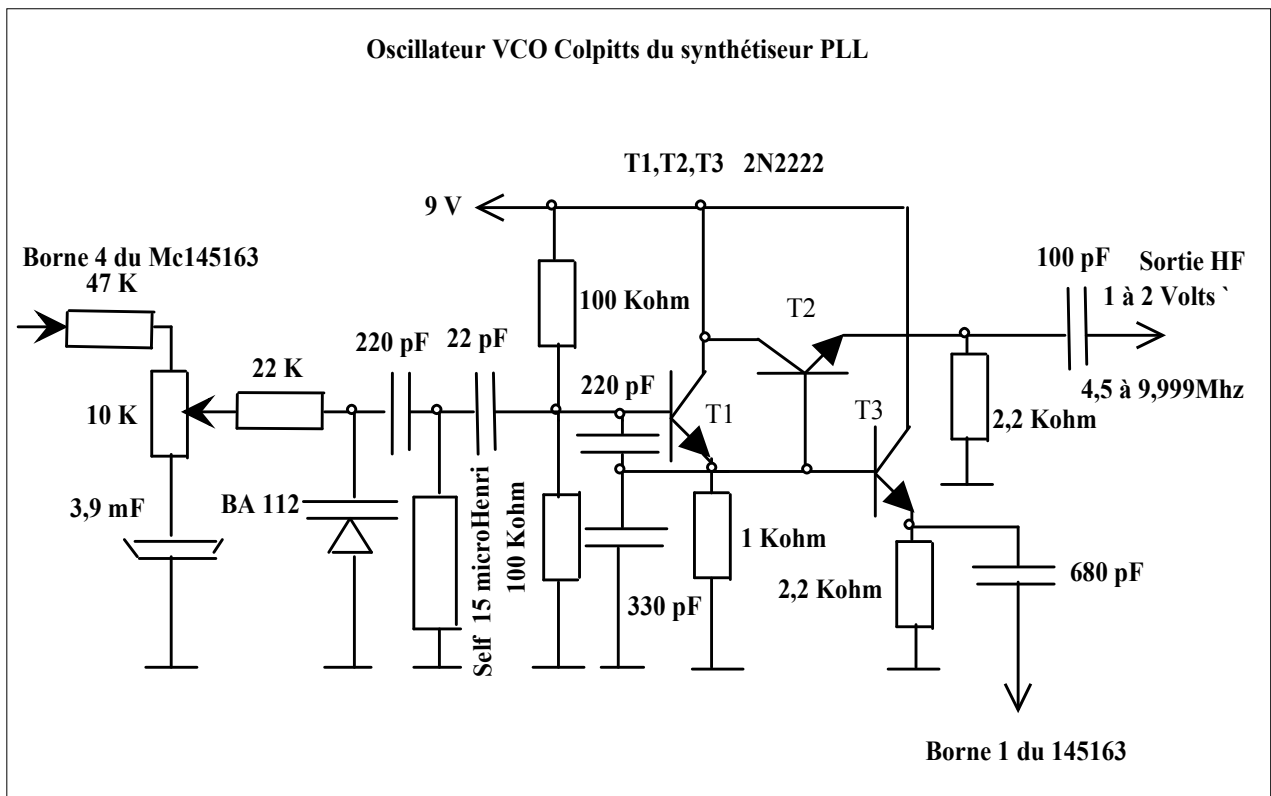 Oscillateur VCO Colpitts du synthétiseur PLL
T1,T2,T3 2N2222
9 V
Borne 4 du Mc145163
47 K
100 pF
Sortie HF
1 à 2 Volts `
100 Kohm
T2
220 pF
22 pF
22 K
220 pF
10 K
T1
T3
4,5 à 9,999Mhz
2,2 Kohm
3,9 mF
BA 112
Self 15 microHenri
100 Kohm
1 Kohm
330 pF
2,2 Kohm
680 pF
Borne 1 du 145163